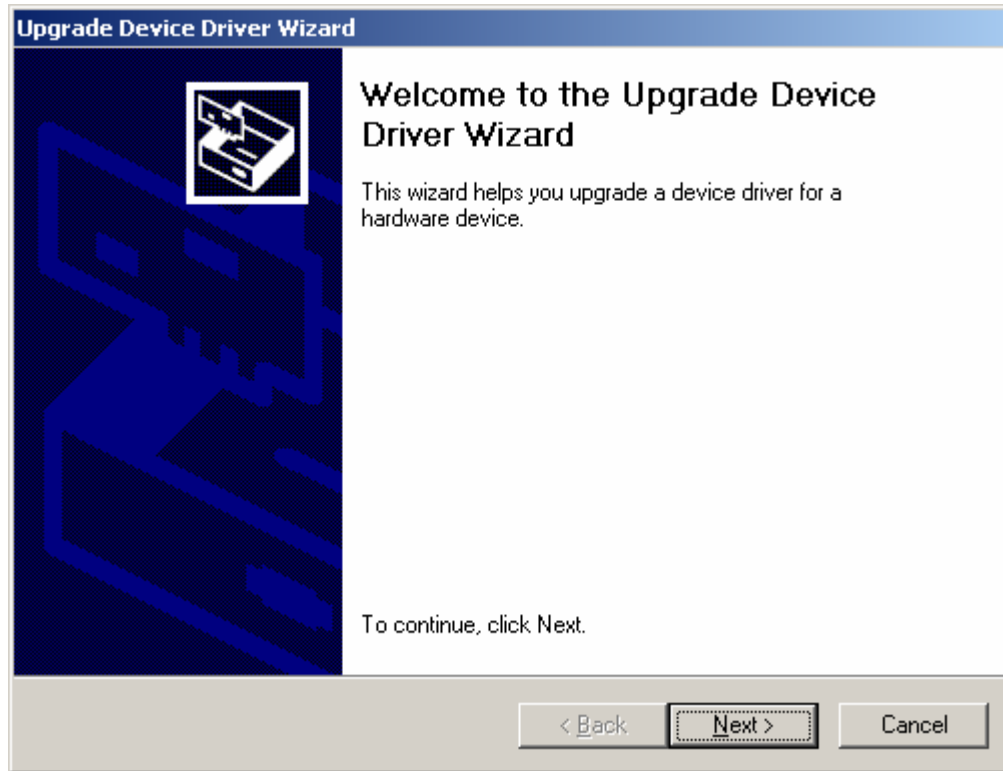 Upgrade Device Driver Wizard
Welcome to the Upgrade Device
Driver Wizard
This wizard helps you upgrade a device driver for a
hardware device.
To continue, click Next.
< Back
Next >
Cancel